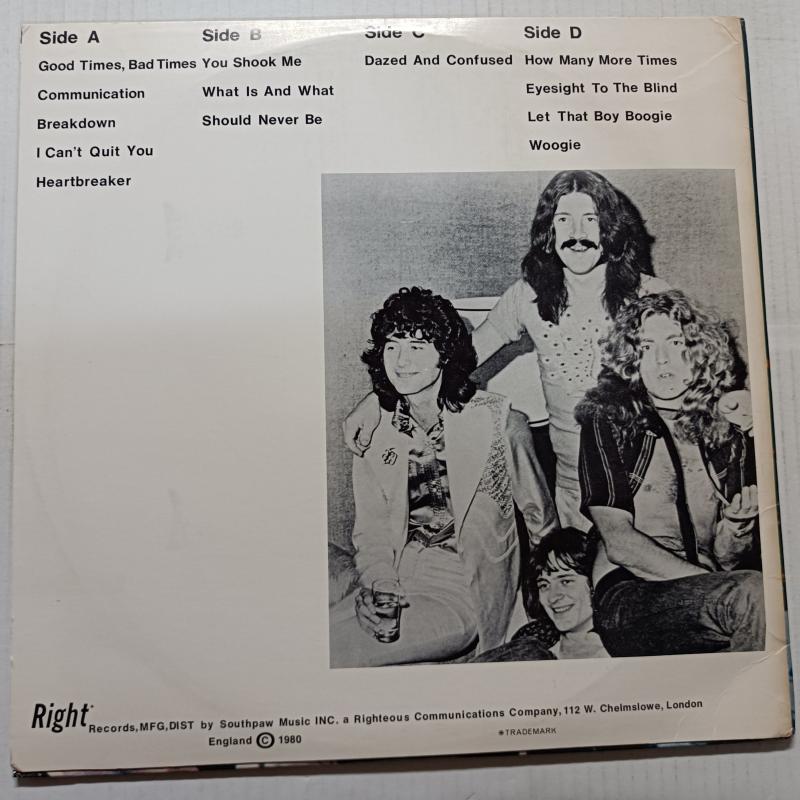 Side A
Good Times, Bad Times
Communication
Breakdown
I Can't Quit You
Heartbreaker
Side B
You Shook Me
What Is And What
Should Never Be
Side C
Dazed And Confused
Side D
How Many More Times
Eyesight To The Blind
Let That Boy Boogie
Woogie
Right* Records, MFG, DIST by Southpaw Music INC. a Righteous Communications Company, 112 W. Chelmslowe, London
England © 1980
*TRADEMARK